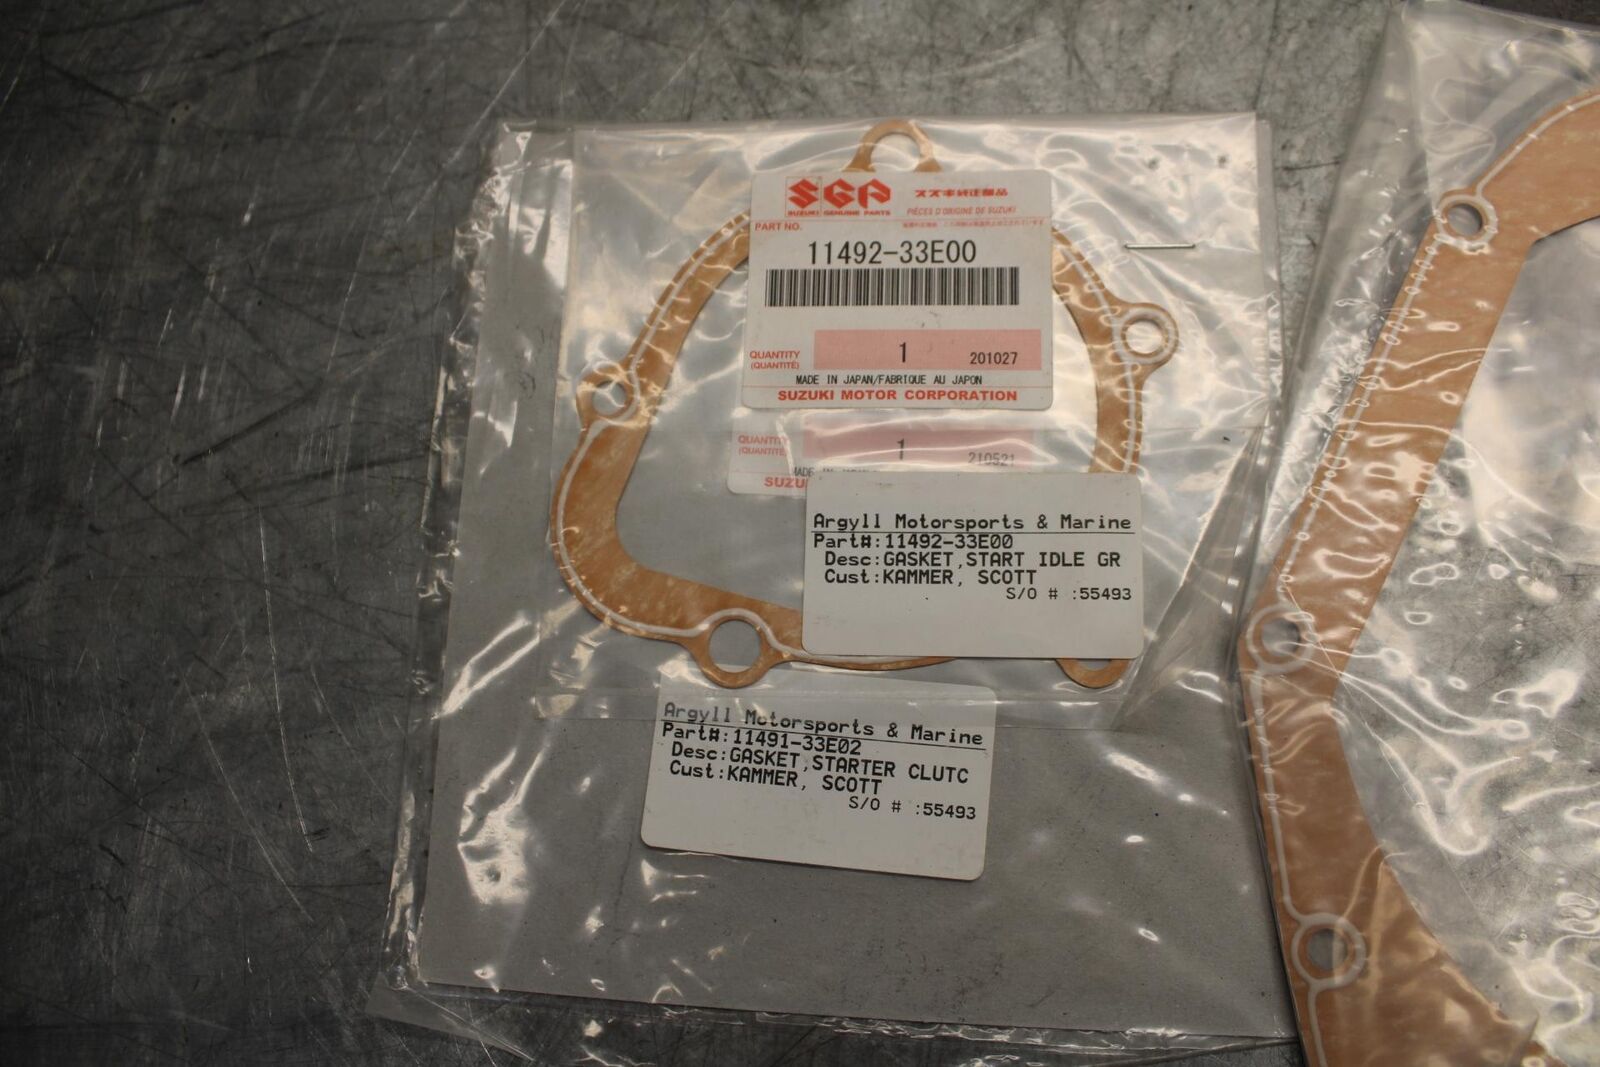 SGP
SUZUKI GENUINE PARTS
スズキ純正部品
PIÈCES D'ORIGINE DE SUZUKI
PART NO.
11492-33E00
QUANTITY
(QUANTITÉ)
1
201027
MADE IN JAPAN/FABRIQUE AU JAPON
SUZUKI MOTOR CORPORATION
QUANTITY
(QUANTITÉ)
1
210521
MADE
SUZU
Argyll Motorsports & Marine
Part#:11492-33E00
Desc:GASKET,START IDLE GR
Cust:KAMMER, SCOTT
S/O # :55493
Argyll Motorsports & Marine
Part#:11491-33E02
Desc:GASKET,STARTER CLUTC
Cust:KAMMER, SCOTT
S/O # :55493